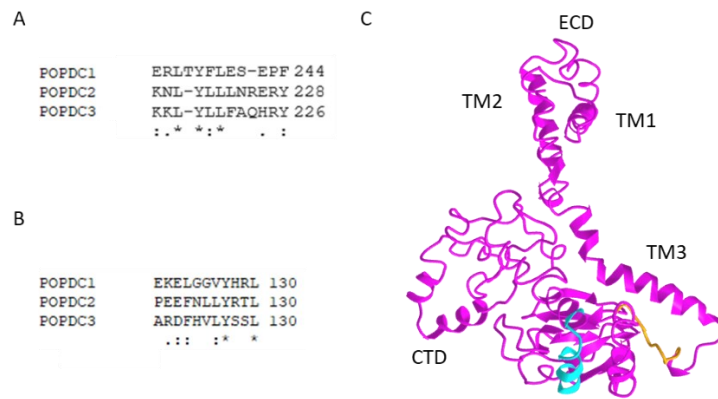 A
POPDC1 ERLTYFLES-EPF 244
POPDC2 KNL-YLLLNRERY 228
POPDC3 KKL-YLLFAQHRY 226
:.* *:* . :
B
POPDC1 EKELGGVYHRL 130
POPDC2 PEEFNLLYRTL 130
POPDC3 ARDFHVLYSSL 130
.:: :* *
C
ECD
TM2
TM1
TM3
CTD